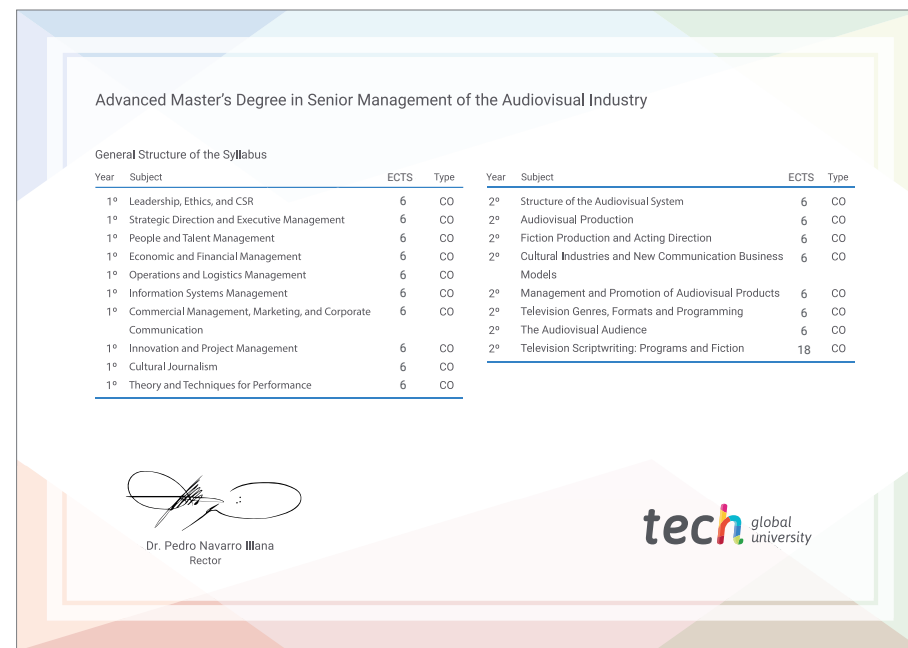 Advanced Master's Degree in Senior Management of the Audiovisual Industry
General Structure of the Syllabus
Year Subject ECTS Type
1º Leadership, Ethics, and CSR 6 CO
1º Strategic Direction and Executive Management 6 CO
1º People and Talent Management 6 CO
1º Economic and Financial Management 6 CO
1º Operations and Logistics Management 6 CO
1º Information Systems Management 6 CO
1º Commercial Management, Marketing, and Corporate 6 CO
Communication
1º Innovation and Project Management 6 CO
1º Cultural Journalism 6 CO
1º Theory and Techniques for Performance 6 CO
Year Subject ECTS Type
2º Structure of the Audiovisual System 6 CO
2º Audiovisual Production 6 CO
2º Fiction Production and Acting Direction 6 CO
2º Cultural Industries and New Communication Business 6 CO
Models
2º Management and Promotion of Audiovisual Products 6 CO
2º Television Genres, Formats and Programming 6 CO
2º The Audiovisual Audience 6 CO
2º Television Scriptwriting: Programs and Fiction 18 CO
Dr. Pedro Navarro Illana
Rector
tech global
university